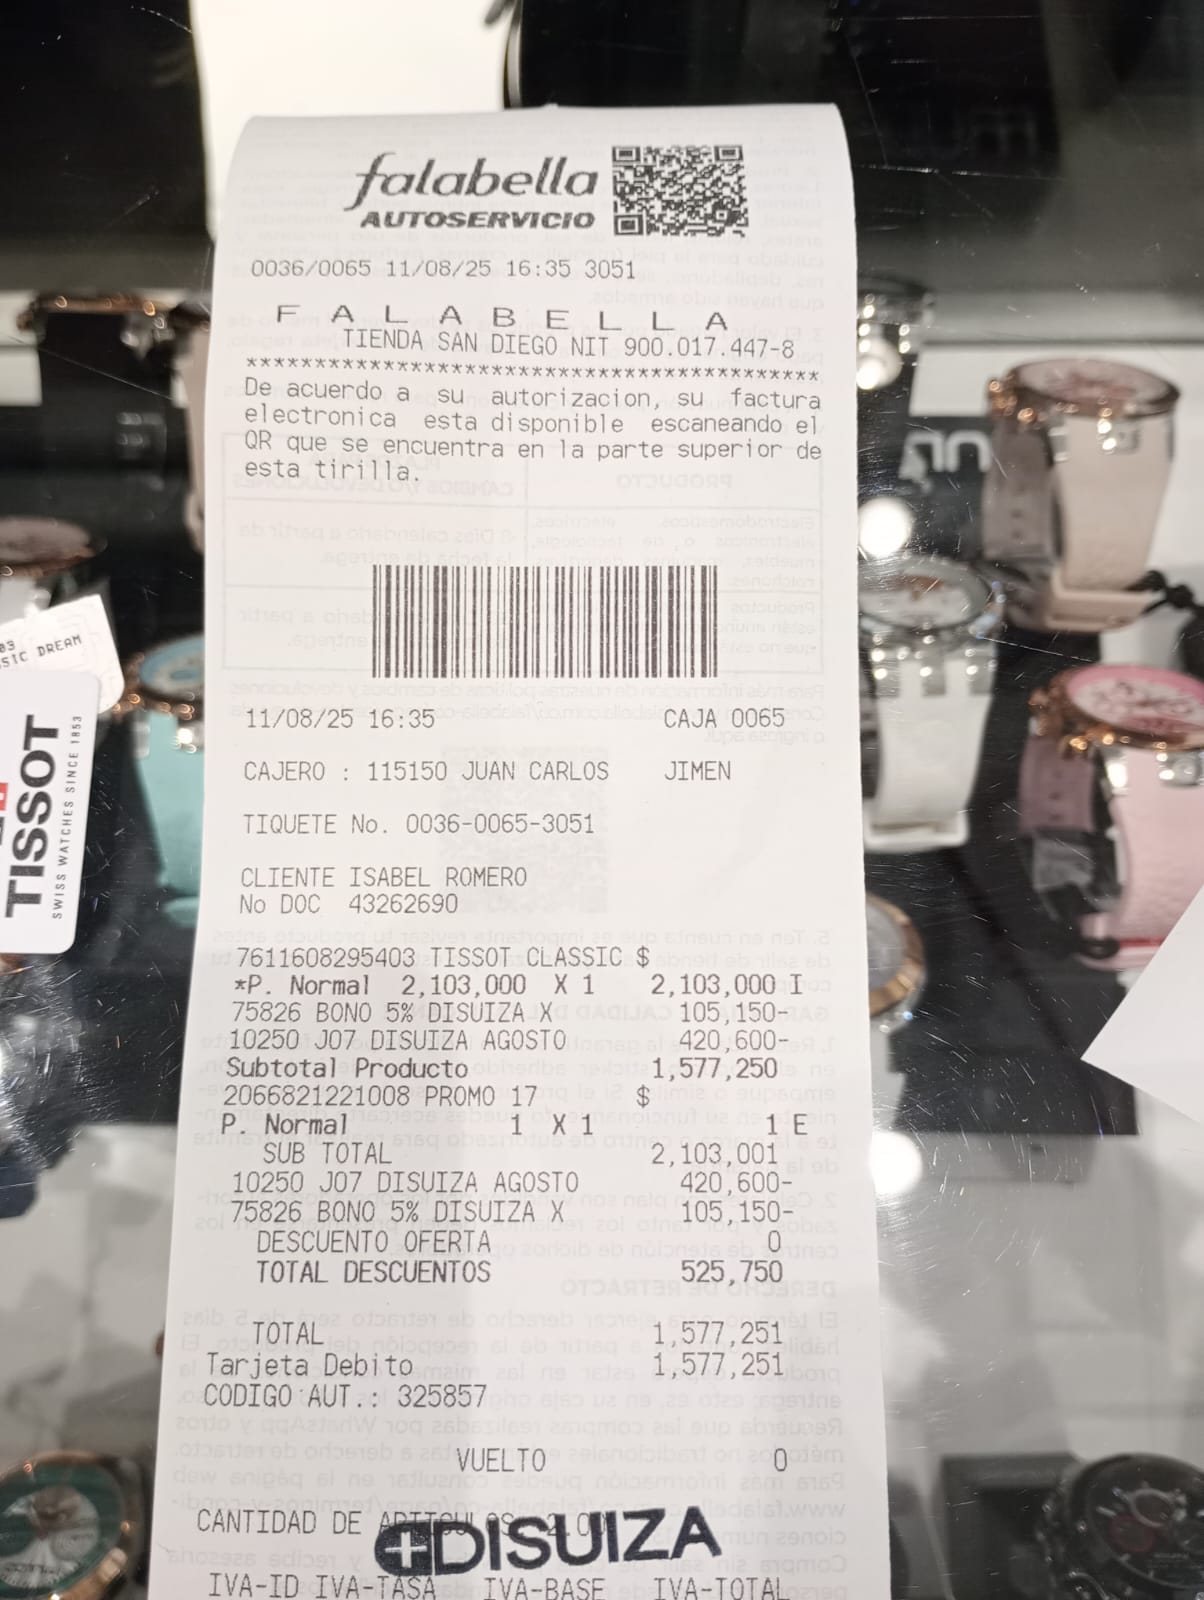 falabella
AUTOSERVICIO
0036/0065 11/08/25 16:35 3051
F A L A B E L L A
TIENDA SAN DIEGO NIT 900.017.447-8
******************************************
De acuerdo a su autorizacion, su factura
electronica esta disponible escaneando el
QR que se encuentra en la parte superior de
esta tirilla.
11/08/25 16:35 CAJA 0065
CAJERO : 115150 JUAN CARLOS JIMEN
TIQUETE No. 0036-0065-3051
CLIENTE ISABEL ROMERO
No DOC 43262690
7611608295403 TISSOT CLASSIC $
*P. Normal 2,103,000 X 1 2,103,000 I
75826 BONO 5% DISUIZA X 105,150-
10250 J07 DISUIZA AGOSTO 420,600-
Subtotal Producto 1,577,250
2066821221008 PROMO 17 $
P. Normal 1 X 1 1 E
SUB TOTAL 2,103,001
10250 J07 DISUIZA AGOSTO 420,600-
75826 BONO 5% DISUIZA X 105,150-
DESCUENTO OFERTA 0
TOTAL DESCUENTOS 525,750
TOTAL 1,577,251
Tarjeta Debito 1,577,251
CODIGO AUT.: 325857
VUELTO 0
CANTIDAD DE ARTICULOS 2.00
DISUIZA
IVA-ID IVA-TASA IVA-BASE IVA-TOTAL
TISSOT
SWISS WATCHES SINCE 1853
SIC DREAM